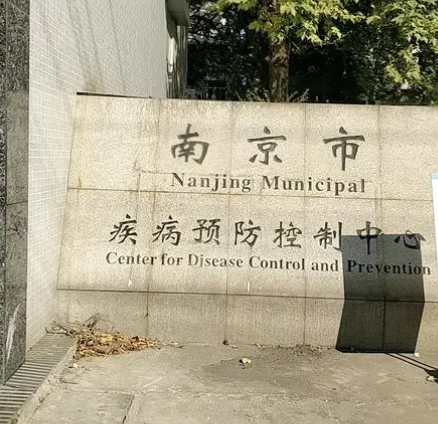 南京市
Nanjing Municipal
疾病预防控制中心
Center for Disease Control and Prevention